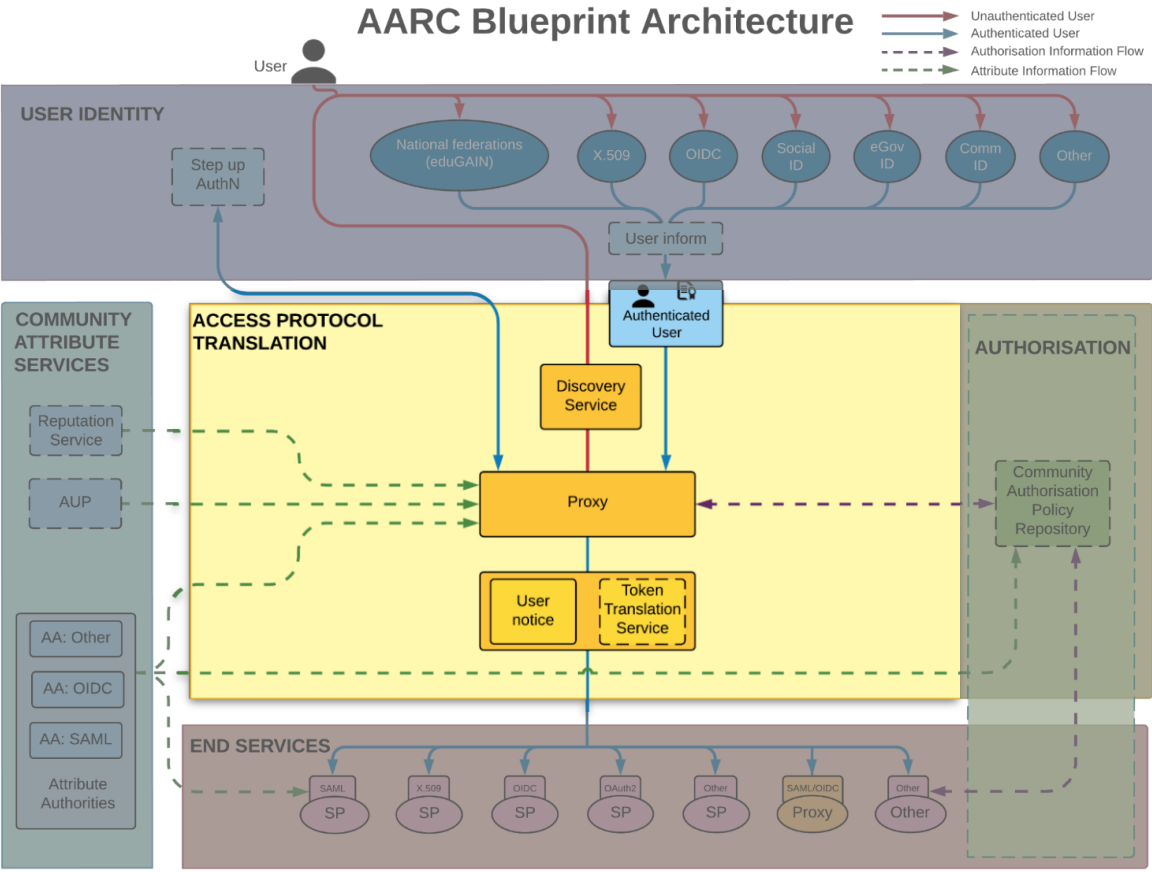 AARC Blueprint Architecture
Unauthenticated User
Authenticated User
Authorisation Information Flow
Attribute Information Flow
User
USER IDENTITY
Step up
AuthN
National federations
(eduGAIN)
X.509
OIDC
Social
ID
eGov
ID
Comm
ID
Other
User inform
Authenticated
User
COMMUNITY
ATTRIBUTE
SERVICES
Reputation
Service
AUP
AA: Other
AA: OIDC
AA: SAML
Attribute
Authorities
ACCESS PROTOCOL
TRANSLATION
Discovery
Service
Proxy
User
notice
Token
Translation
Service
AUTHORISATION
Community
Authorisation
Policy
Repository
END SERVICES
SAML
SP
X.509
SP
OIDC
SP
OAuth2
SP
Other
SP
SAML/OIDC
Proxy
Other
Other